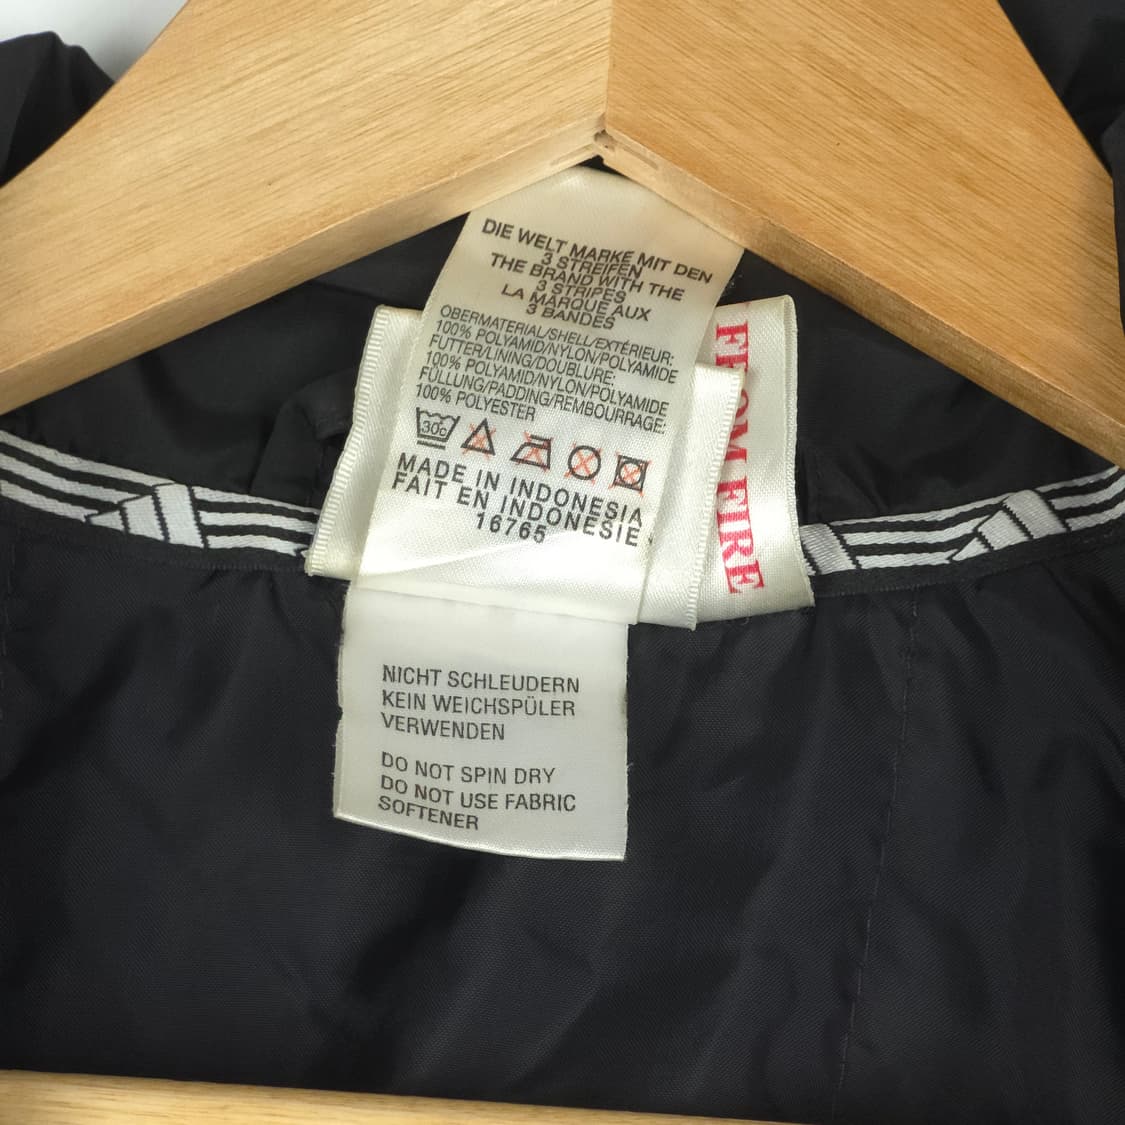 DIE WELT MARKE MIT DEN
3 STREIFEN
THE BRAND WITH THE
3 STRIPES
LA MARQUE AUX
3 BANDES
OBERMATERIAL/SHELL/EXTÉRIEUR:
100% POLYAMID/NYLON/POLYAMIDE
FUTTER/LINING/DOUBLURE:
100% POLYAMID/NYLON/POLYAMIDE
FÜLLUNG/PADDING/REMBOURRAGE:
100% POLYESTER
30c
MADE IN INDONESIA
FAIT EN INDONESIE
16765
FROM FIRE
NICHT SCHLEUDERN
KEIN WEICHSPÜLER
VERWENDEN
DO NOT SPIN DRY
DO NOT USE FABRIC
SOFTENER